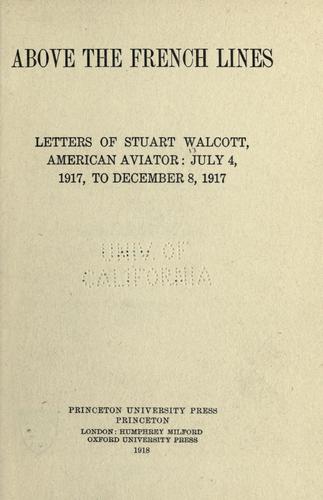 ABOVE THE FRENCH LINES
LETTERS OF STUART WALCOTT,
AMERICAN AVIATOR: JULY 4,
1917, TO DECEMBER 8, 1917
UNIV. OF
CALIFORNIA
PRINCETON UNIVERSITY PRESS
PRINCETON
LONDON: HUMPHREY MILFORD
OXFORD UNIVERSITY PRESS
1918